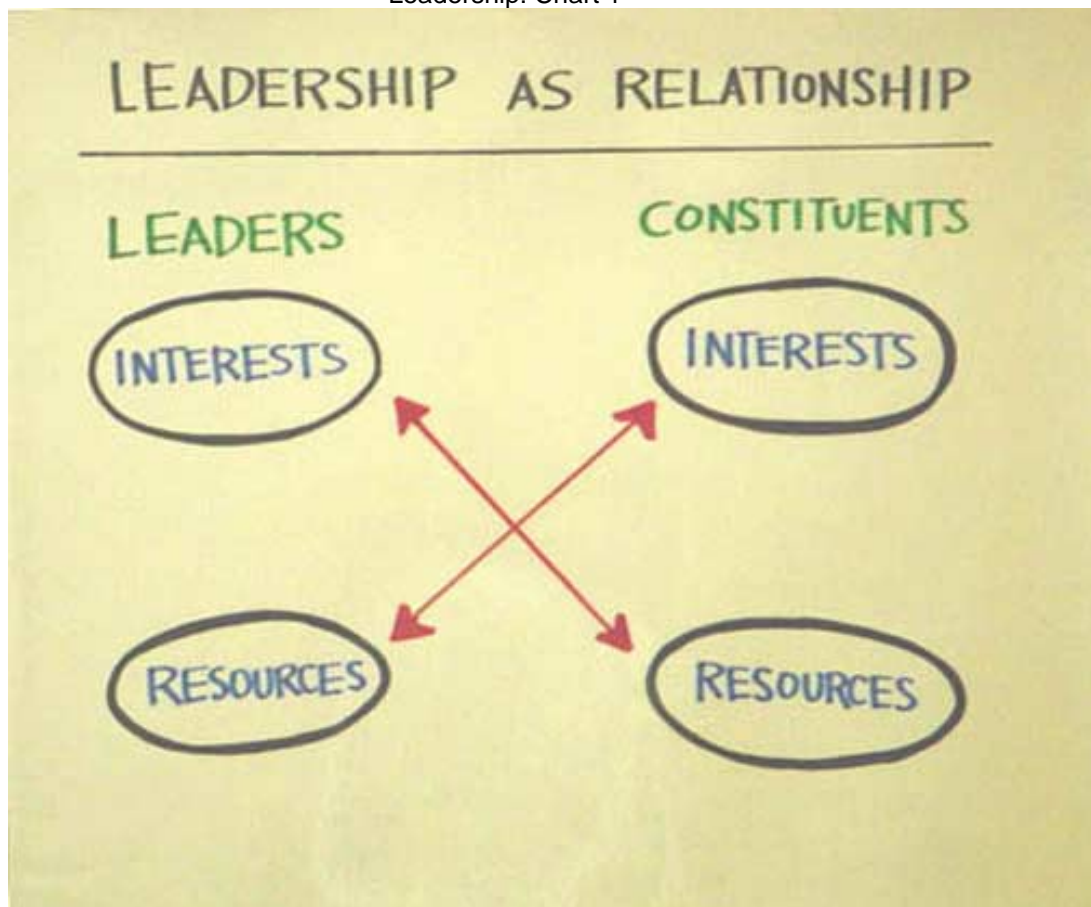 LEADERSHIP AS RELATIONSHIP
LEADERS CONSTITUENTS
INTERESTS INTERESTS
RESOURCES RESOURCES